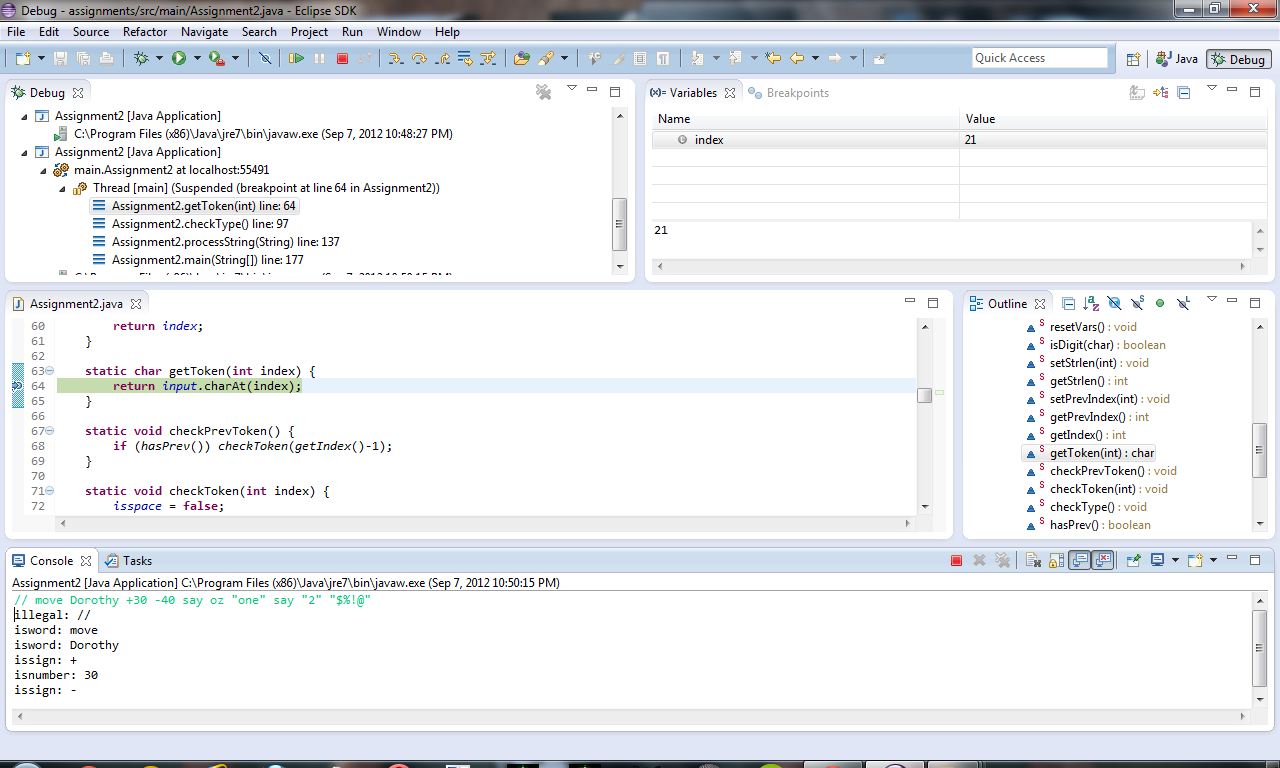 Debug - assignments/src/main/Assignment2.java - Eclipse SDK
File Edit Source Refactor Navigate Search Project Run Window Help
Quick Access
Java
Debug
Debug
Assignment2 [Java Application]
C:\Program Files (x86)\Java\jre7\bin\javaw.exe (Sep 7, 2012 10:48:27 PM)
Assignment2 [Java Application]
main.Assignment2 at localhost:55491
Thread [main] (Suspended (breakpoint at line 64 in Assignment2))
Assignment2.getToken(int) line: 64
Assignment2.checkType() line: 97
Assignment2.processString(String) line: 137
Assignment2.main(String[]) line: 177
(x)= Variables Breakpoints
Name Value
index 21
21
Assignment2.java
60 return index;
61 }
62
63 static char getToken(int index) {
64 return input.charAt(index);
65 }
66
67 static void checkPrevToken() {
68 if (hasPrev()) checkToken(getIndex()-1);
69 }
70
71 static void checkToken(int index) {
72 isspace = false;
Outline
resetVars() : void
isDigit(char) : boolean
setStrlen(int) : void
getStrlen() : int
setPrevIndex(int) : void
getPrevIndex() : int
getIndex() : int
getToken(int) : char
checkPrevToken() : void
checkToken(int) : void
checkType() : void
hasPrev() : boolean
Console Tasks
Assignment2 [Java Application] C:\Program Files (x86)\Java\jre7\bin\javaw.exe (Sep 7, 2012 10:50:15 PM)
// move Dorothy +30 -40 say oz "one" say "2" "$%!@"
illegal: //
isword: move
isword: Dorothy
issign: +
isnumber: 30
issign: -